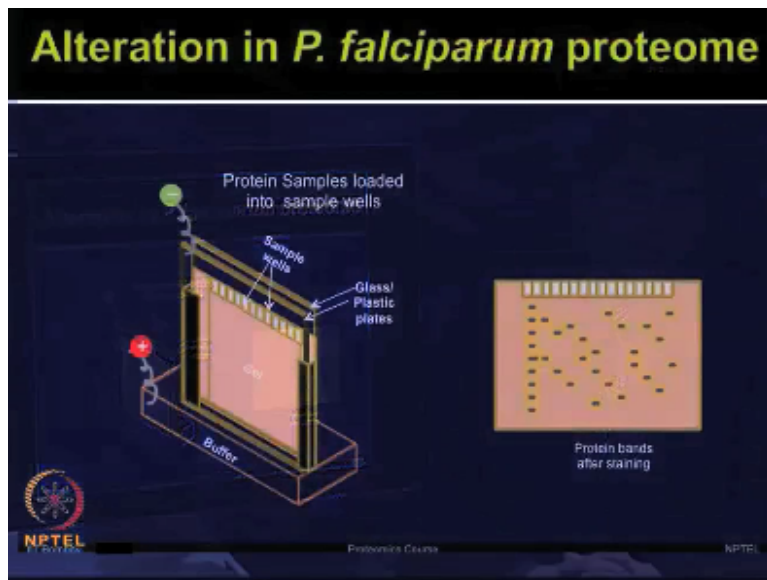 Alteration in P. falciparum proteome
Protein Samples loaded
into sample wells
−
Sample
wells
Glass/
Plastic
plates
+
Gel
Buffer
Protein bands
after staining
NPTEL
Proteomics Course
NPTEL